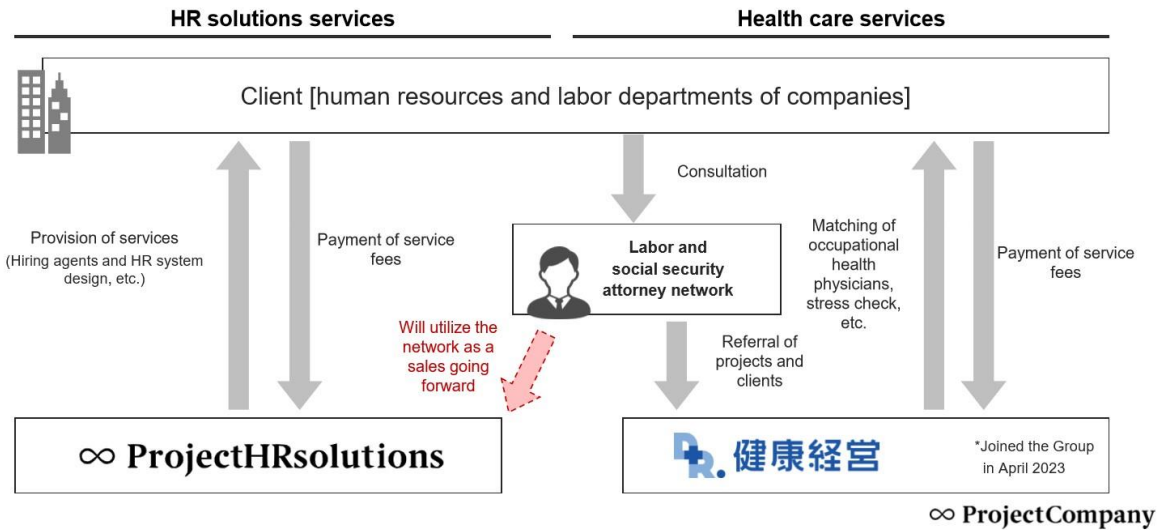 HR solutions services
Health care services
Client [human resources and labor departments of companies]
Provision of services
(Hiring agents and HR system
design, etc.)
Payment of service
fees
Consultation
Labor and
social security
attorney network
Will utilize the
network as a
sales going
forward
Referral of
projects and
clients
Matching of
occupational
health
physicians,
stress check,
etc.
Payment of service
fees
∞ ProjectHRsolutions
DR.健康経営
*Joined the Group
in April 2023
∞ ProjectCompany